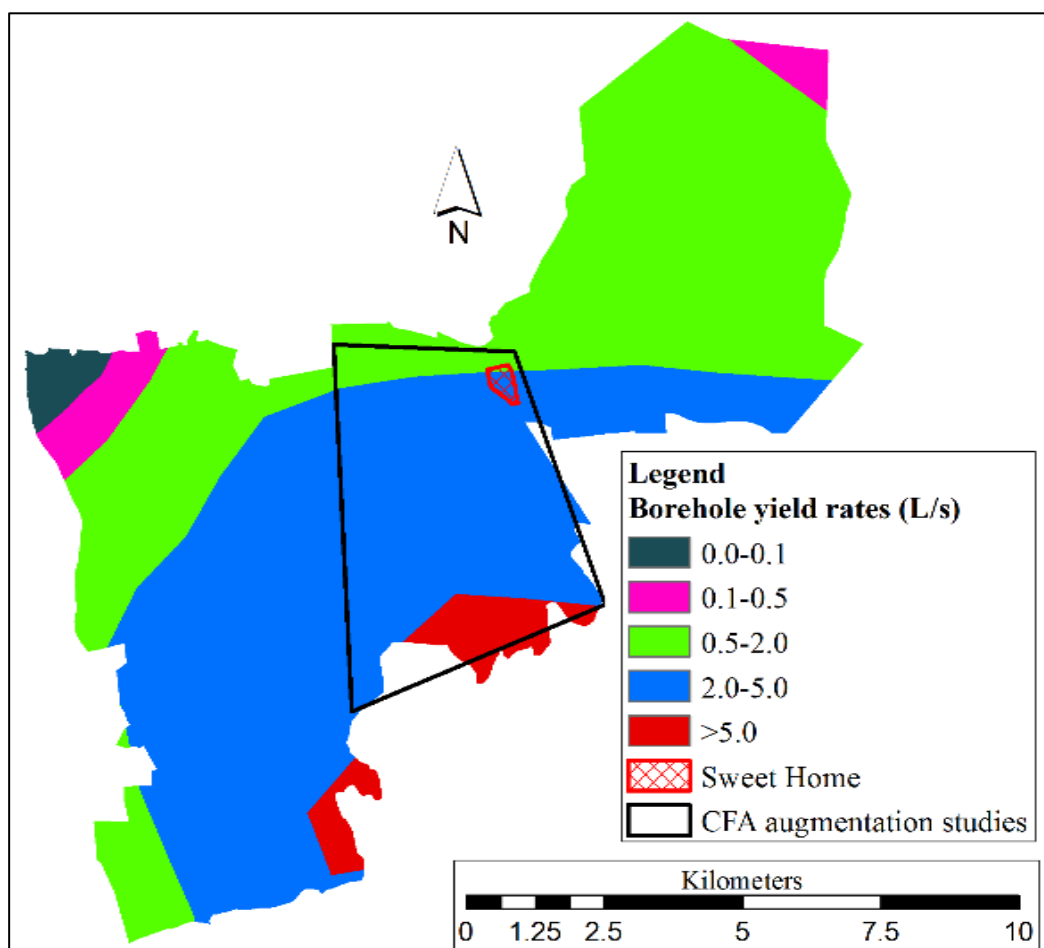 N
Legend
Borehole yield rates (L/s)
0.0-0.1
0.1-0.5
0.5-2.0
2.0-5.0
>5.0
Sweet Home
CFA augmentation studies
Kilometers
0 1.25 2.5 5 7.5 10